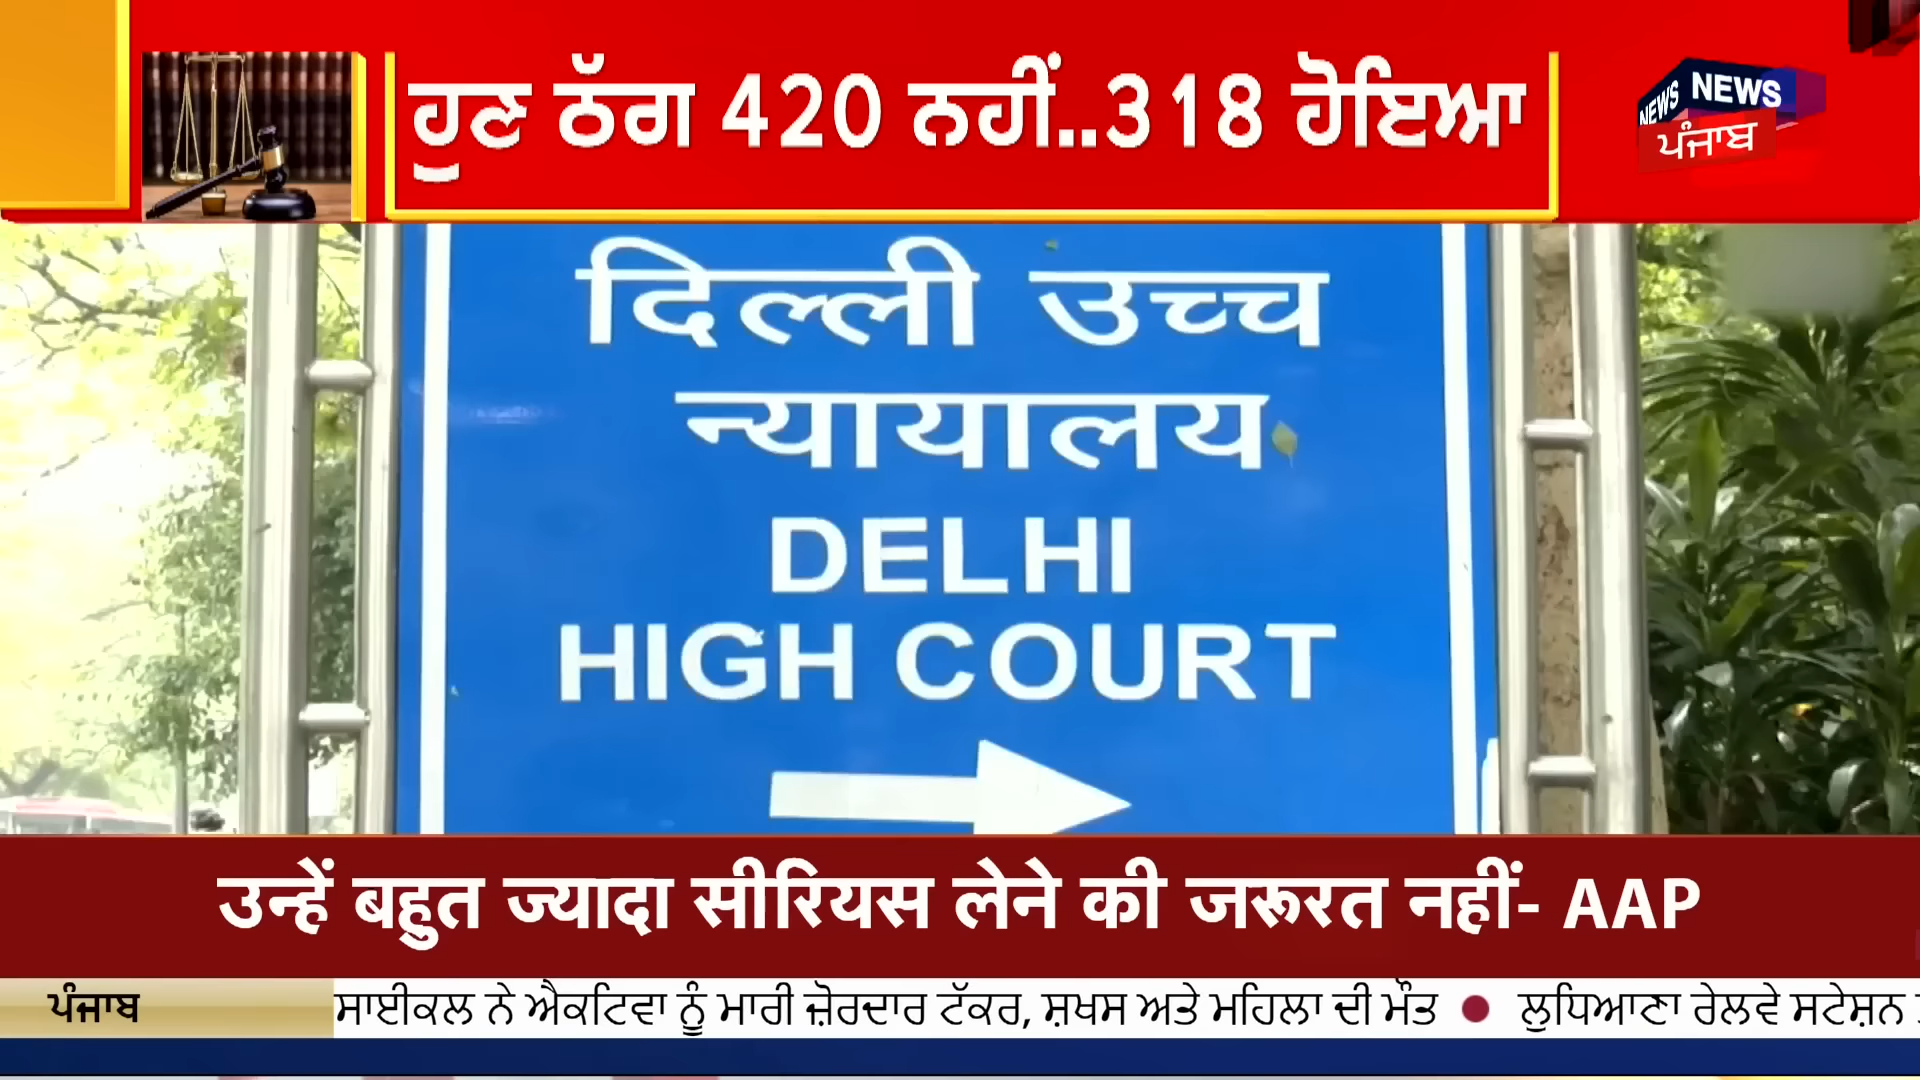 ਹੁਣ ਠੱਗ 420 ਨਹੀਂ..318 ਹੋਇਆ
NEWS NEWS
ਪੰਜਾਬ
दिल्ली उच्च
न्यायालय
DELHI
HIGH COURT
उन्हें बहुत ज्यादा सीरियस लेने की जरूरत नहीं- AAP
ਪੰਜਾਬ
ਸਾਈਕਲ ਨੇ ਐਕਟਿਵਾ ਨੂੰ ਮਾਰੀ ਜ਼ੋਰਦਾਰ ਟੱਕਰ, ਸ਼ਖਸ ਅਤੇ ਮਹਿਲਾ ਦੀ ਮੌਤ ● ਲੁਧਿਆਣਾ ਰੇਲਵੇ ਸਟੇਸ਼ਨ